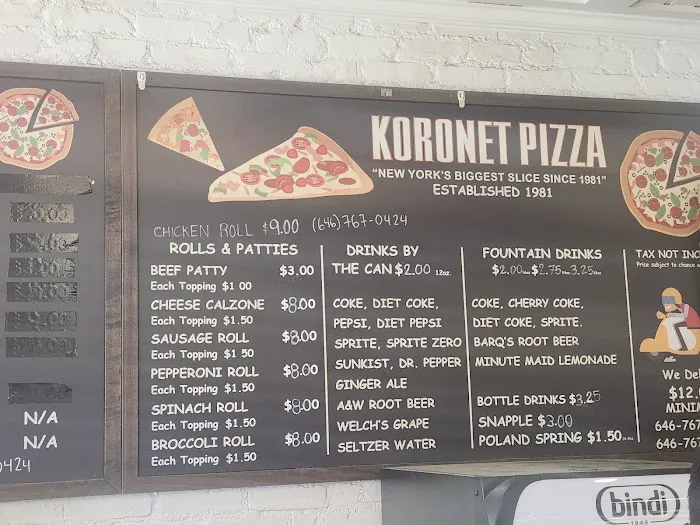 KORONET PIZZA
"NEW YORK'S BIGGEST SLICE SINCE 1981"
ESTABLISHED 1981
CHICKEN ROLL $9.00 (646)767-0424
ROLLS & PATTIES
BEEF PATTY $3.00
Each Topping $1 00
CHEESE CALZONE $8.00
Each Topping $1.50
SAUSAGE ROLL $8.00
Each Topping $1 50
PEPPERONI ROLL $8.00
Each Topping $1.50
SPINACH ROLL $8.00
Each Topping $1 50
BROCCOLI ROLL $8.00
Each Topping $1.50
DRINKS BY
THE CAN $2.00 12oz.
COKE, DIET COKE,
PEPSI, DIET PEPSI
SPRITE, SPRITE ZERO
SUNKIST, DR. PEPPER
GINGER ALE
A&W ROOT BEER
WELCH'S GRAPE
SELTZER WATER
FOUNTAIN DRINKS
$2.00 $2.75 3.25
COKE, CHERRY COKE,
DIET COKE, SPRITE.
BARQ'S ROOT BEER
MINUTE MAID LEMONADE
BOTTLE DRINKS $3.25
SNAPPLE $3.00
POLAND SPRING $1.50
TAX NOT INC
Price subject to chance
We Del
$12.
MINIM
646-767
646-767
N/A
N/A
0424
bindi
1946